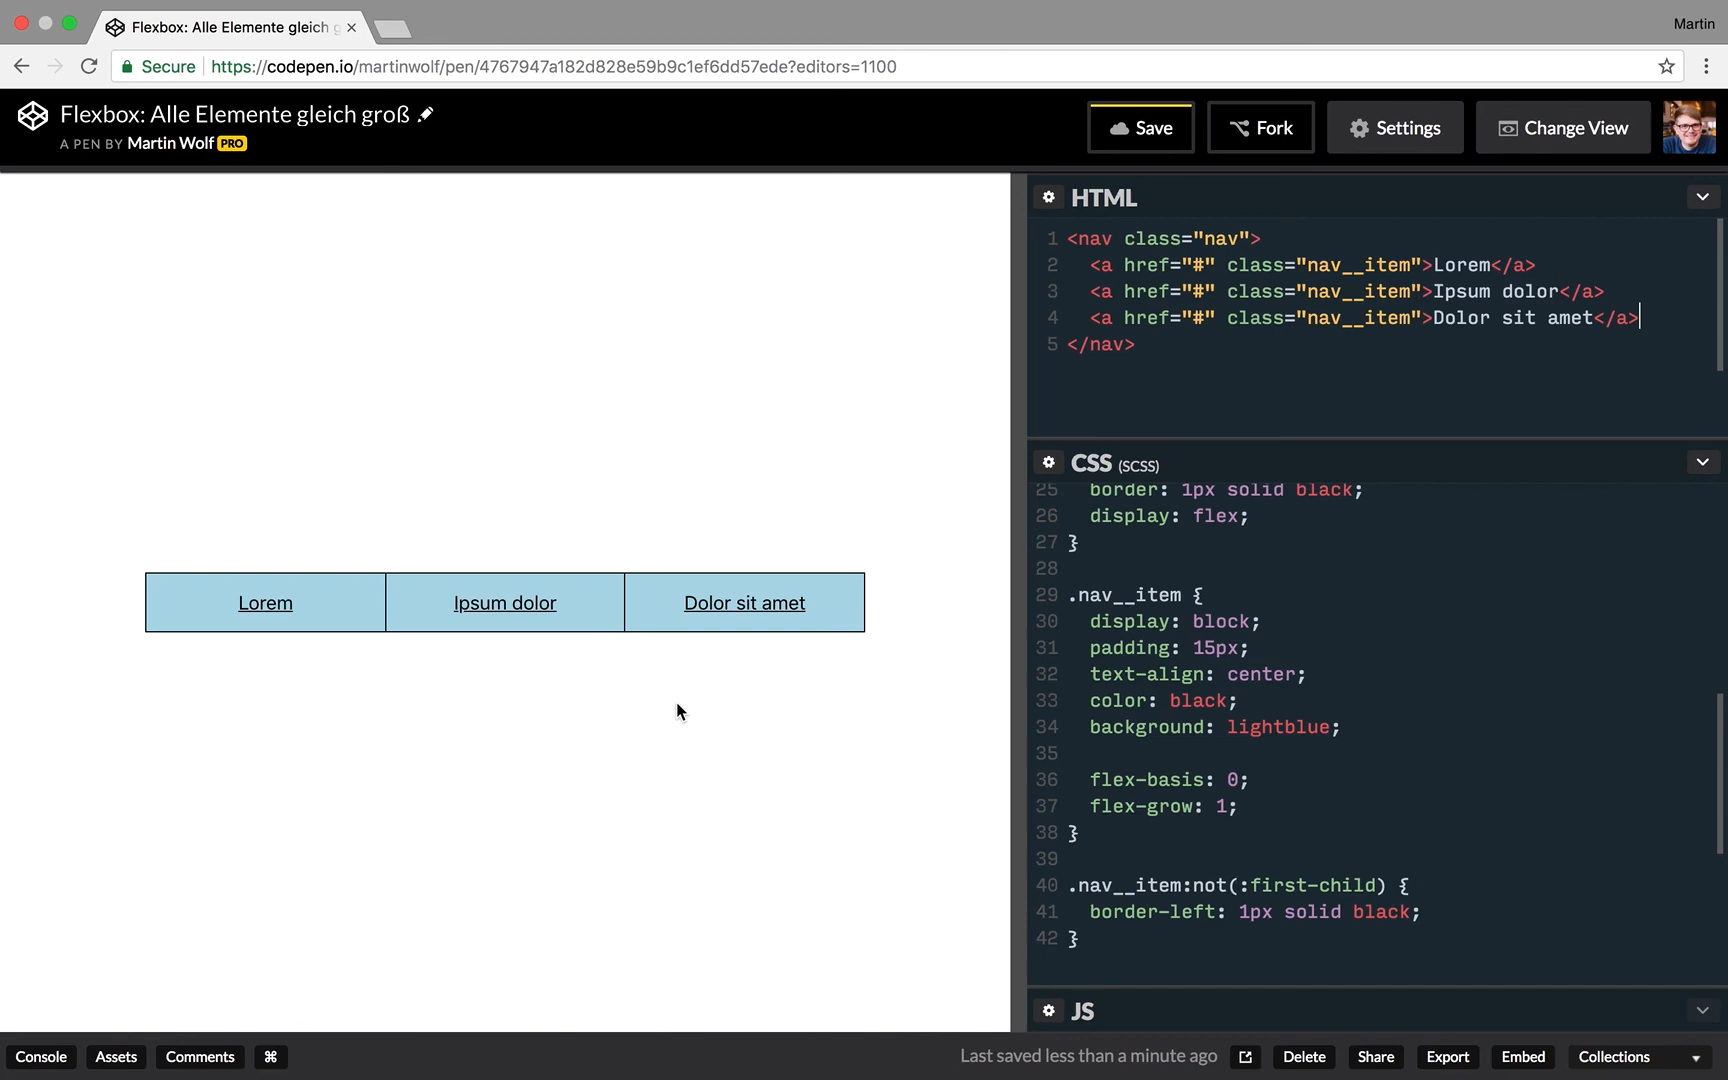 Flexbox: Alle Elemente gleich g
Martin
Secure
https://codepen.io/martinwolf/pen/4767947a182d828e59b9c1ef6dd57ede?editors=1100
Flexbox: Alle Elemente gleich groß
A PEN BY Martin Wolf PRO
Save
Fork
Settings
Change View
HTML
1 <nav class="nav">
2 <a href="#" class="nav__item">Lorem</a>
3 <a href="#" class="nav__item">Ipsum dolor</a>
4 <a href="#" class="nav__item">Dolor sit amet</a>
5 </nav>
CSS (SCSS)
25 border: 1px solid black;
26 display: flex;
27 }
28
29 .nav__item {
30 display: block;
31 padding: 15px;
32 text-align: center;
33 color: black;
34 background: lightblue;
35
36 flex-basis: 0;
37 flex-grow: 1;
38 }
39
40 .nav__item:not(:first-child) {
41 border-left: 1px solid black;
42 }
JS
Lorem
Ipsum dolor
Dolor sit amet
Console
Assets
Comments
⌘
Last saved less than a minute ago
Delete
Share
Export
Embed
Collections